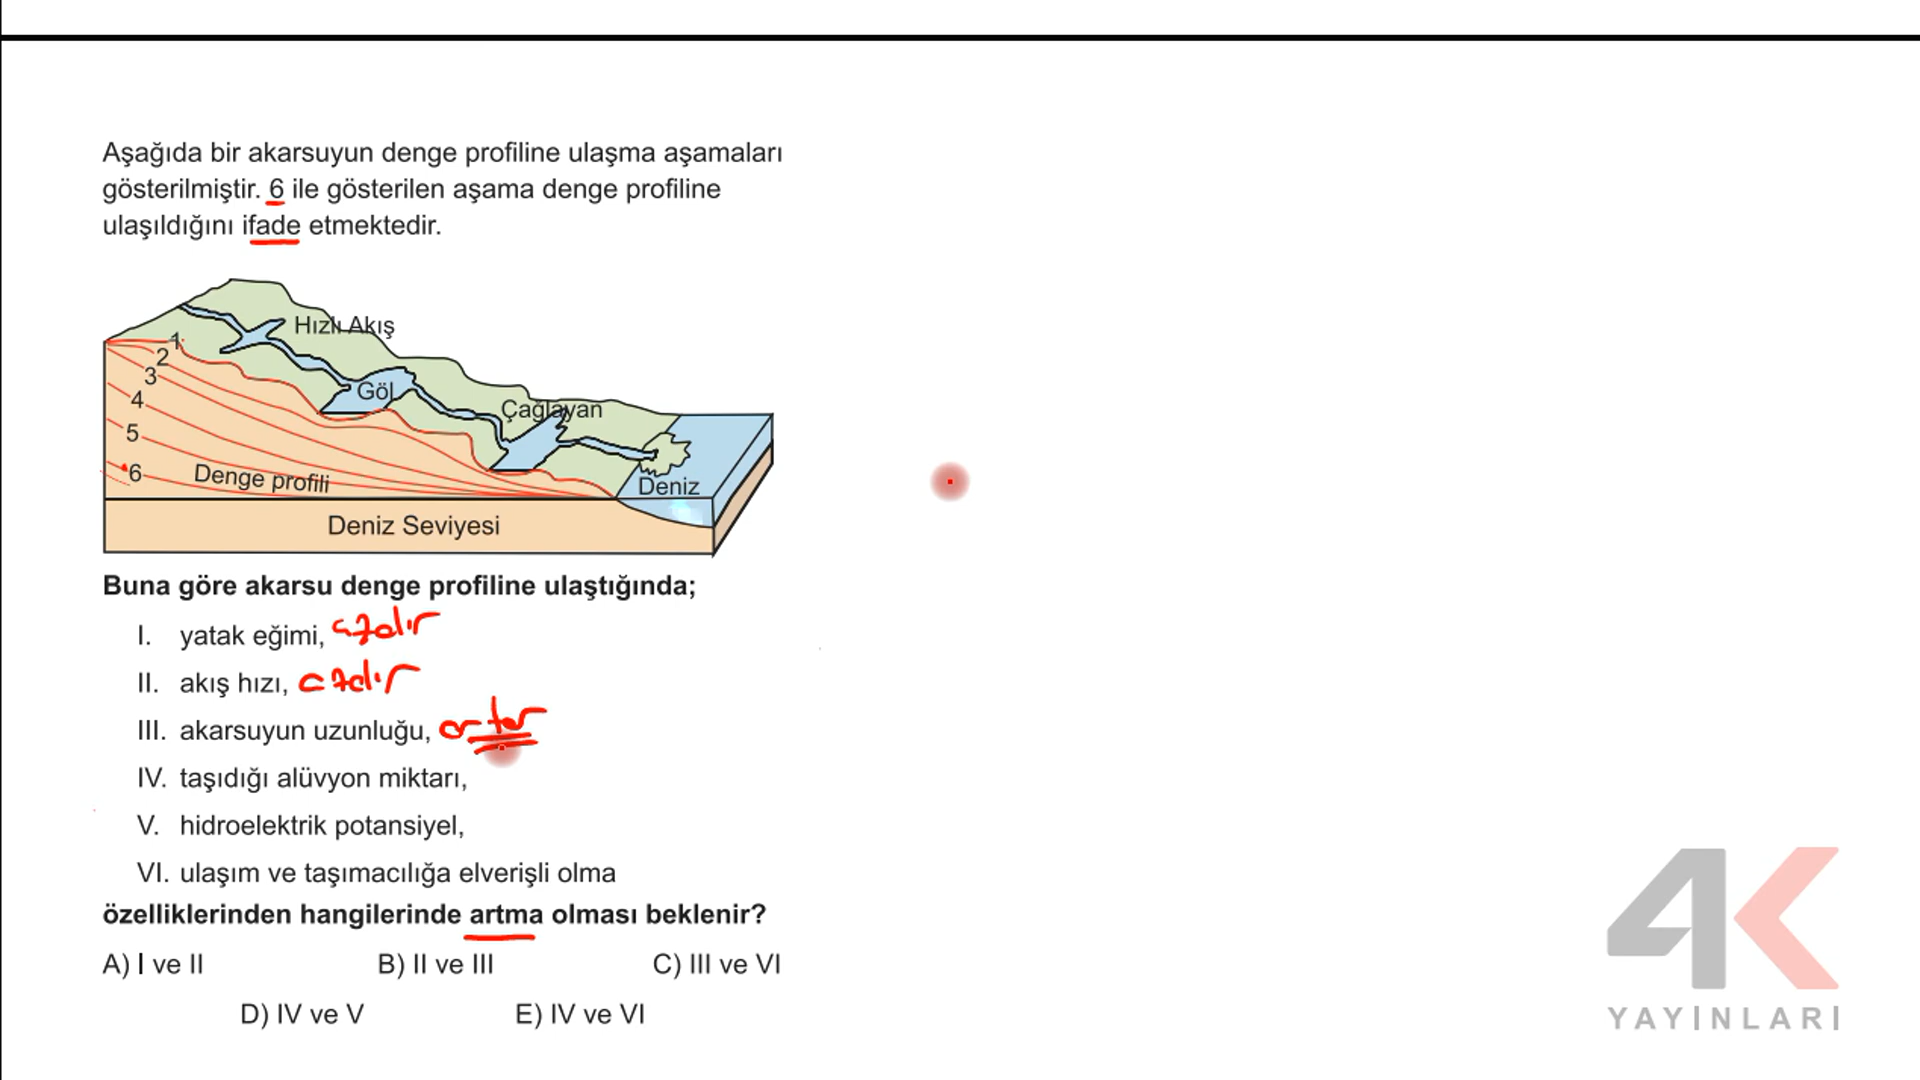 Aşağıda bir akarsuyun denge profiline ulaşma aşamaları
gösterilmiştir. 6 ile gösterilen aşama denge profiline
ulaşıldığını ifade etmektedir.
Hızlı Akış
1
2
3
Göl
4
Çağlayan
5
6
Denge profili
Deniz
Deniz Seviyesi
Buna göre akarsu denge profiline ulaştığında;
I. yatak eğimi, azdır
II. akış hızı, azdır
III. akarsuyun uzunluğu, artar
IV. taşıdığı alüvyon miktarı,
V. hidroelektrik potansiyel,
VI. ulaşım ve taşımacılığa elverişli olma
özelliklerinden hangilerinde artma olması beklenir?
A) I ve II B) II ve III C) III ve VI
D) IV ve V E) IV ve VI
4K
YAYINLARI